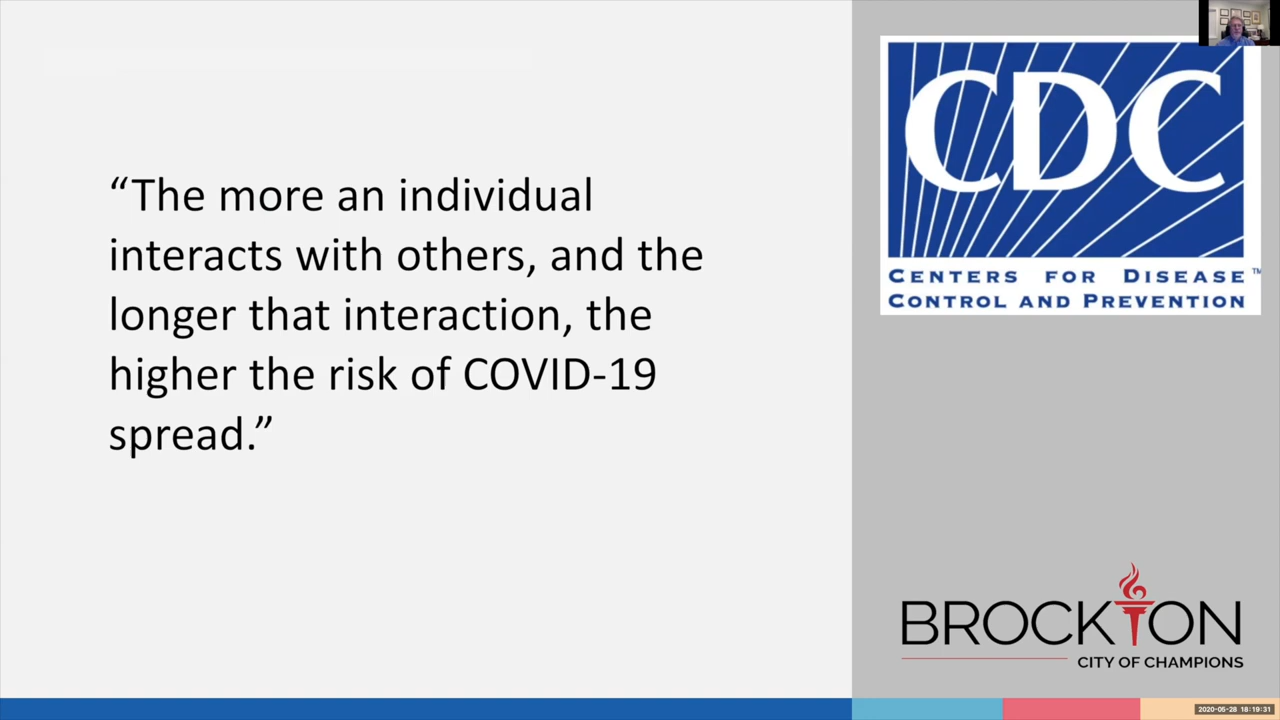 “The more an individual
interacts with others, and the
longer that interaction, the
higher the risk of COVID-19
spread.”
CDC
CENTERS FOR DISEASE™
CONTROL AND PREVENTION
BROCKTON
CITY OF CHAMPIONS
2020-05-28 18:19:31